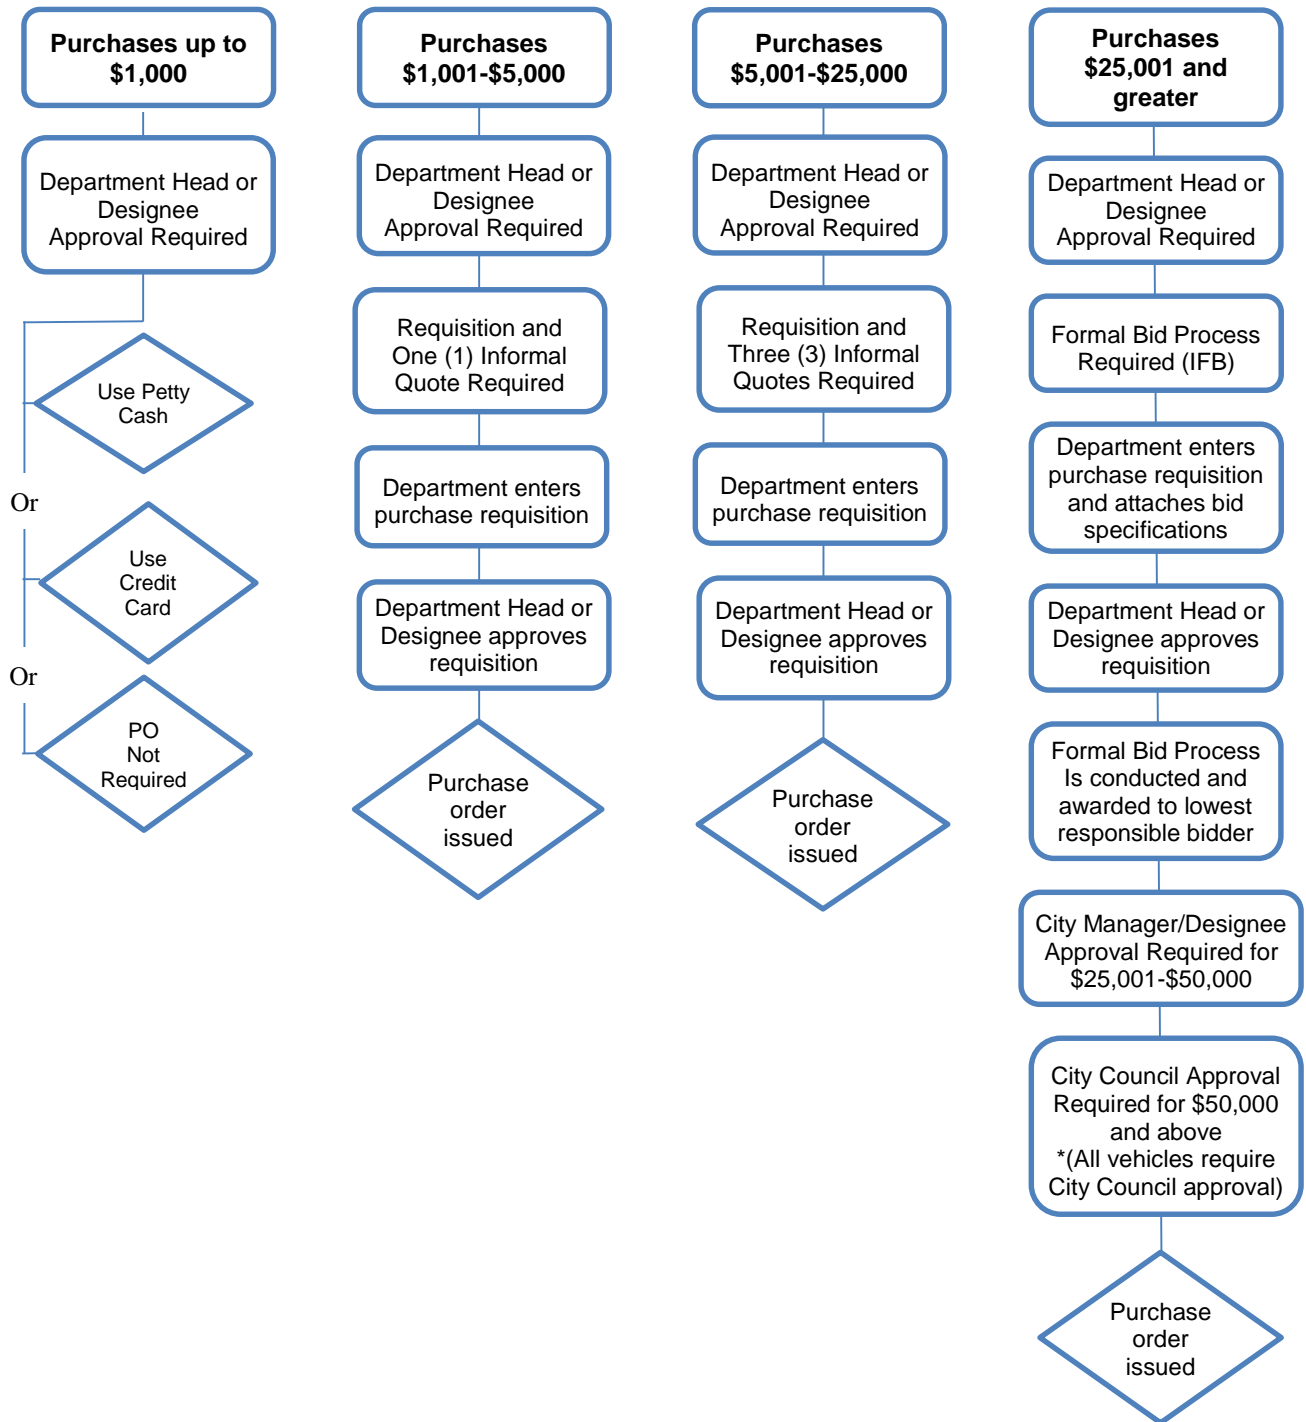 Purchases up to
$1,000
Department Head or
Designee
Approval Required
Use Petty
Cash
Or
Use
Credit
Card
Or
PO
Not
Required
Purchases
$1,001-$5,000
Department Head or
Designee
Approval Required
Requisition and
One (1) Informal
Quote Required
Department enters
purchase requisition
Department Head or
Designee approves
requisition
Purchase
order
issued
Purchases
$5,001-$25,000
Department Head or
Designee
Approval Required
Requisition and
Three (3) Informal
Quotes Required
Department enters
purchase requisition
Department Head or
Designee approves
requisition
Purchase
order
issued
Purchases
$25,001 and
greater
Department Head or
Designee
Approval Required
Formal Bid Process
Required (IFB)
Department enters
purchase requisition
and attaches bid
specifications
Department Head or
Designee approves
requisition
Formal Bid Process
Is conducted and
awarded to lowest
responsible bidder
City Manager/Designee
Approval Required for
$25,001-$50,000
City Council Approval
Required for $50,000
and above
*(All vehicles require
City Council approval)
Purchase
order
issued